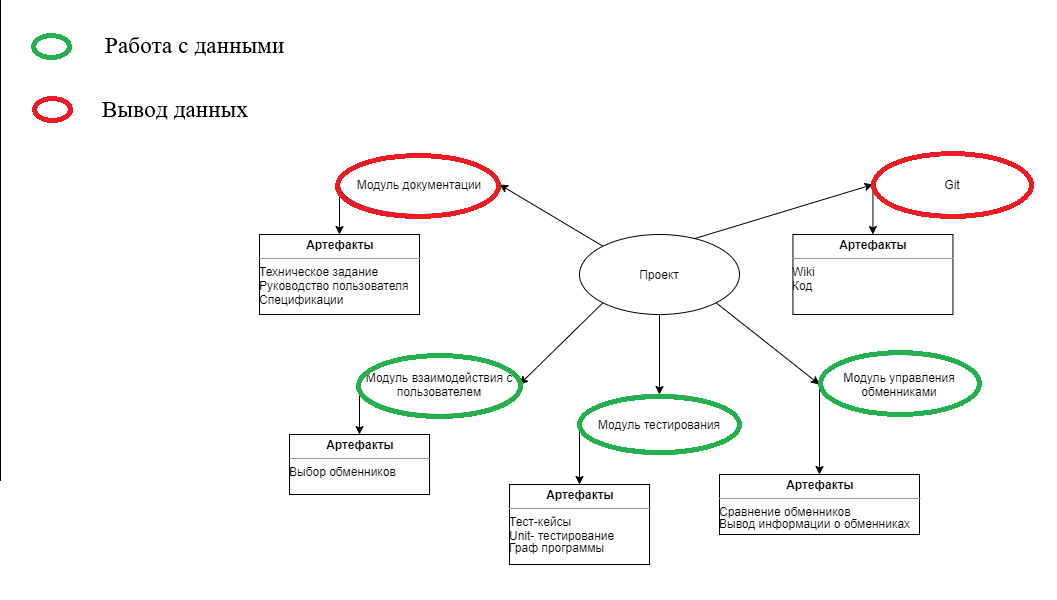 Работа с данными
Вывод данных
Модуль документации
Git
Артефакты
Техническое задание
Руководство пользователя
Спецификации
Проект
Артефакты
Wiki
Код
Модуль взаимодействия с
пользователем
Модуль тестирования
Модуль управления
обменниками
Артефакты
Выбор обменников
Артефакты
Тест-кейсы
Unit- тестирование
Граф программы
Артефакты
Сравнение обменников
Вывод информации о обменниках